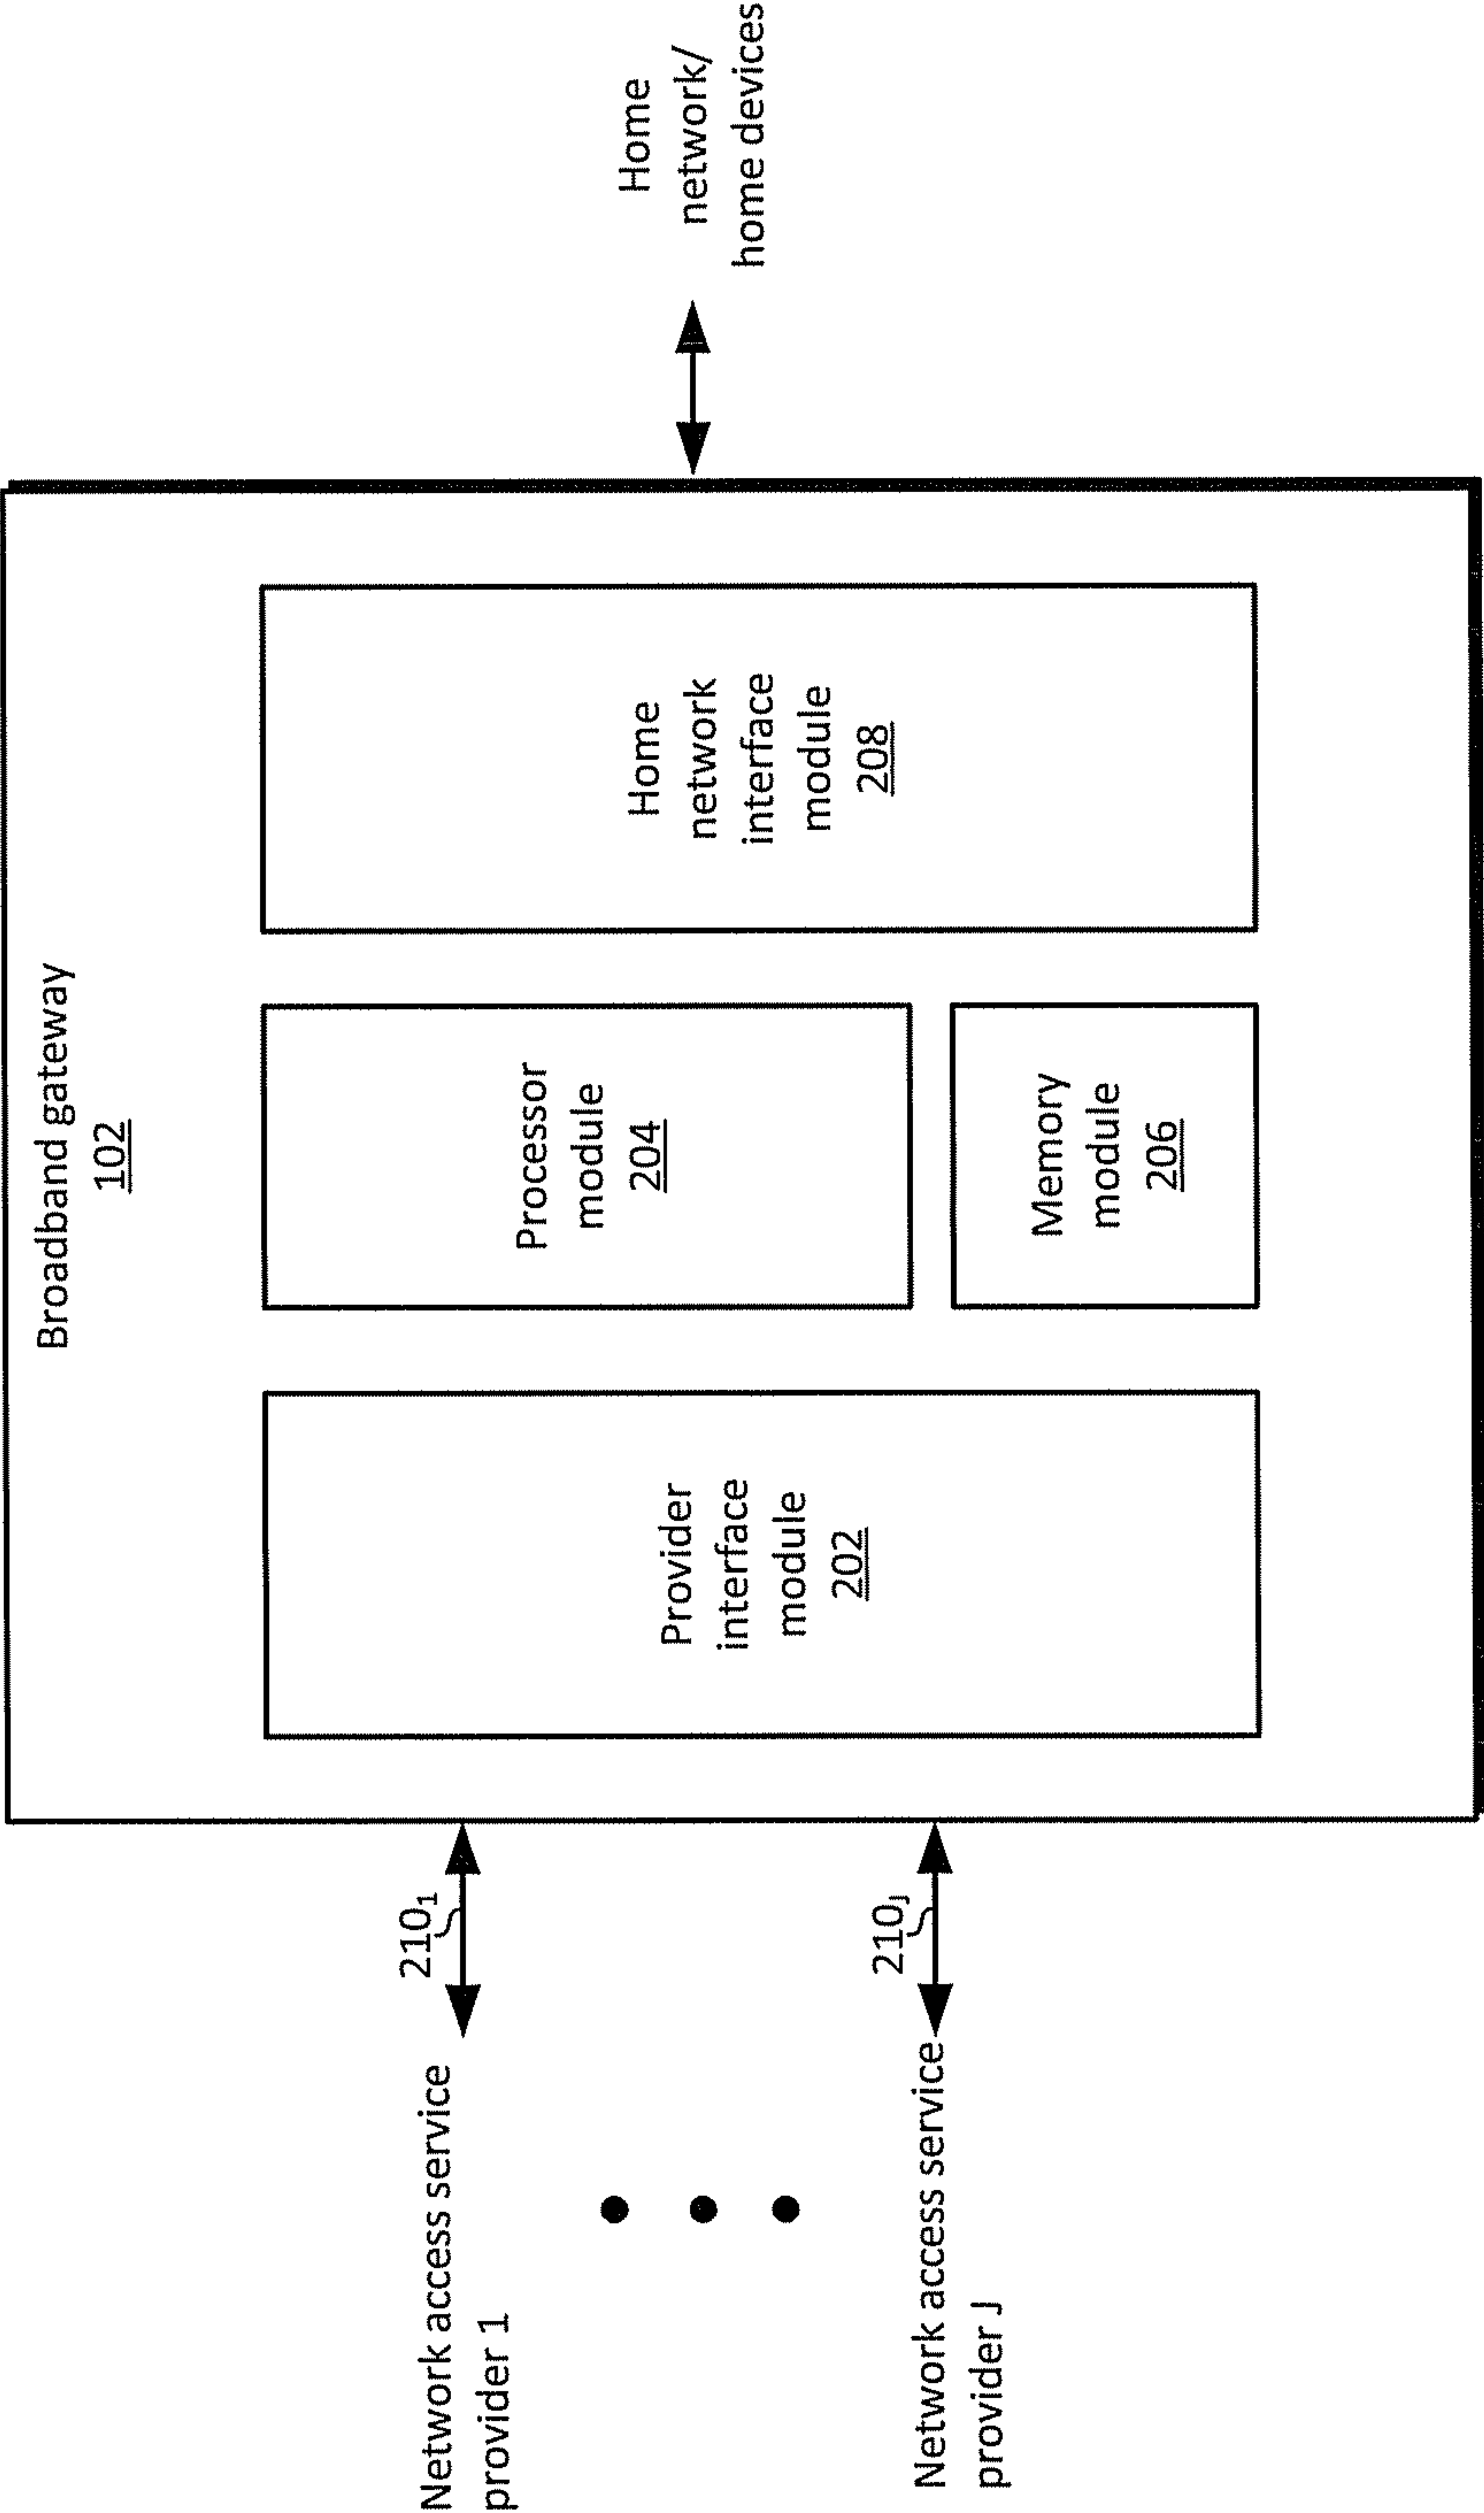 Broadband gateway
102
Network access service
provider 1
210₁
Network access service
provider J
210J
Provider
interface
module
202
Processor
module
204
Memory
module
206
Home
network
interface
module
208
Home
network/
home devices